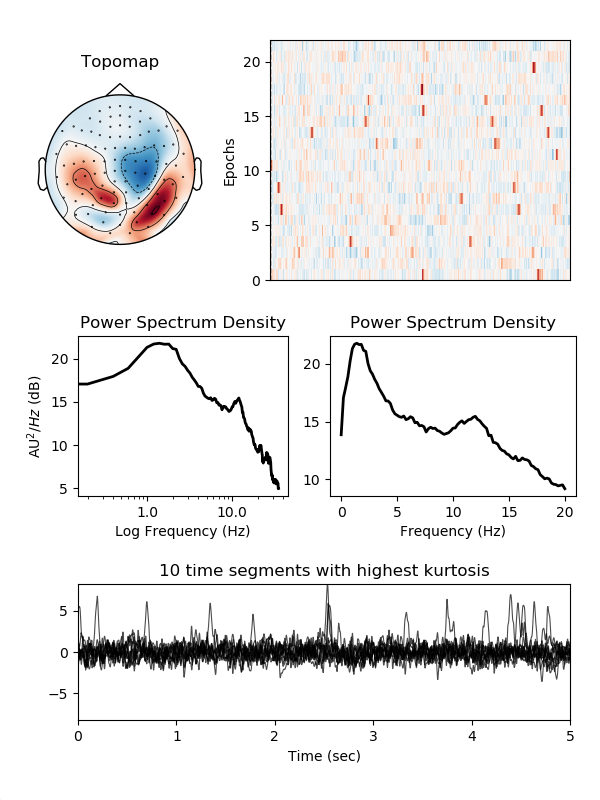 Topomap
Epochs
20
15
10
5
0
Power Spectrum Density
AU²/Hz (dB)
20
15
10
5
1.0 10.0
Log Frequency (Hz)
Power Spectrum Density
20
15
10
0 5 10 15 20
Frequency (Hz)
10 time segments with highest kurtosis
5
0
−5
0 1 2 3 4 5
Time (sec)